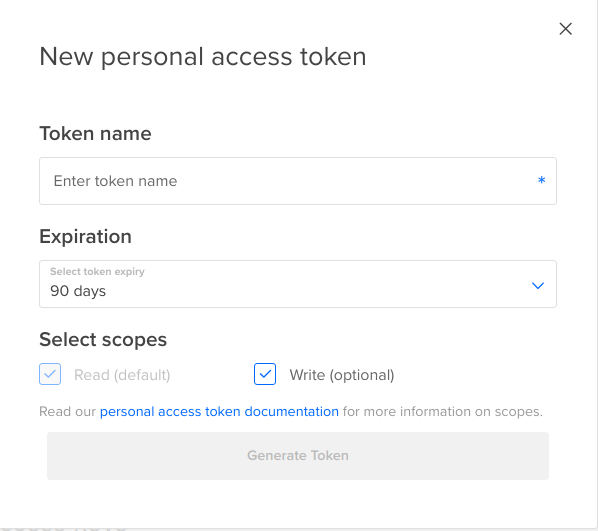 New personal access token
Token name
Enter token name *
Expiration
Select token expiry
90 days
Select scopes
Read (default) Write (optional)
Read our personal access token documentation for more information on scopes.
Generate Token